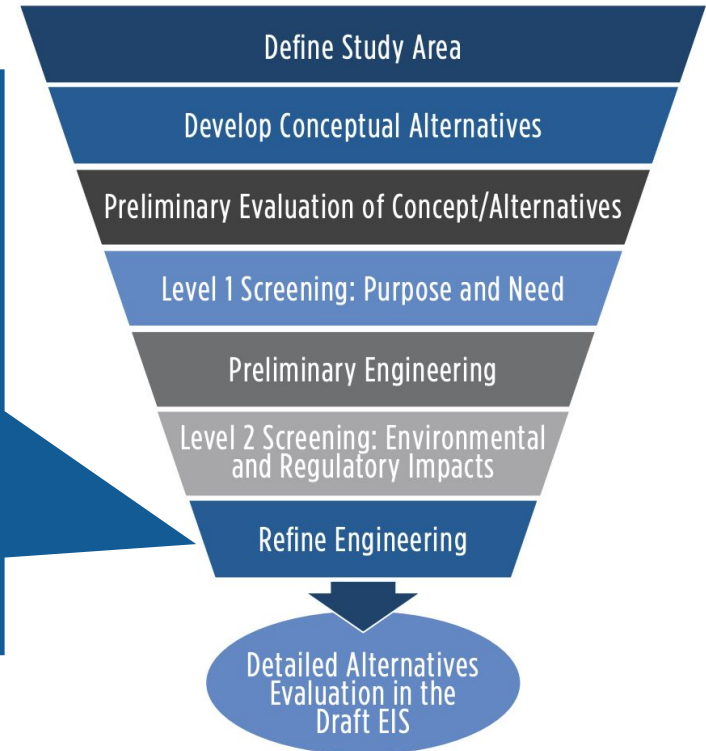 Define Study Area
Develop Conceptual Alternatives
Preliminary Evaluation of Concept/Alternatives
Level 1 Screening: Purpose and Need
Preliminary Engineering
Level 2 Screening: Environmental
and Regulatory Impacts
Refine Engineering
Detailed Alternatives
Evaluation in the
Draft EIS